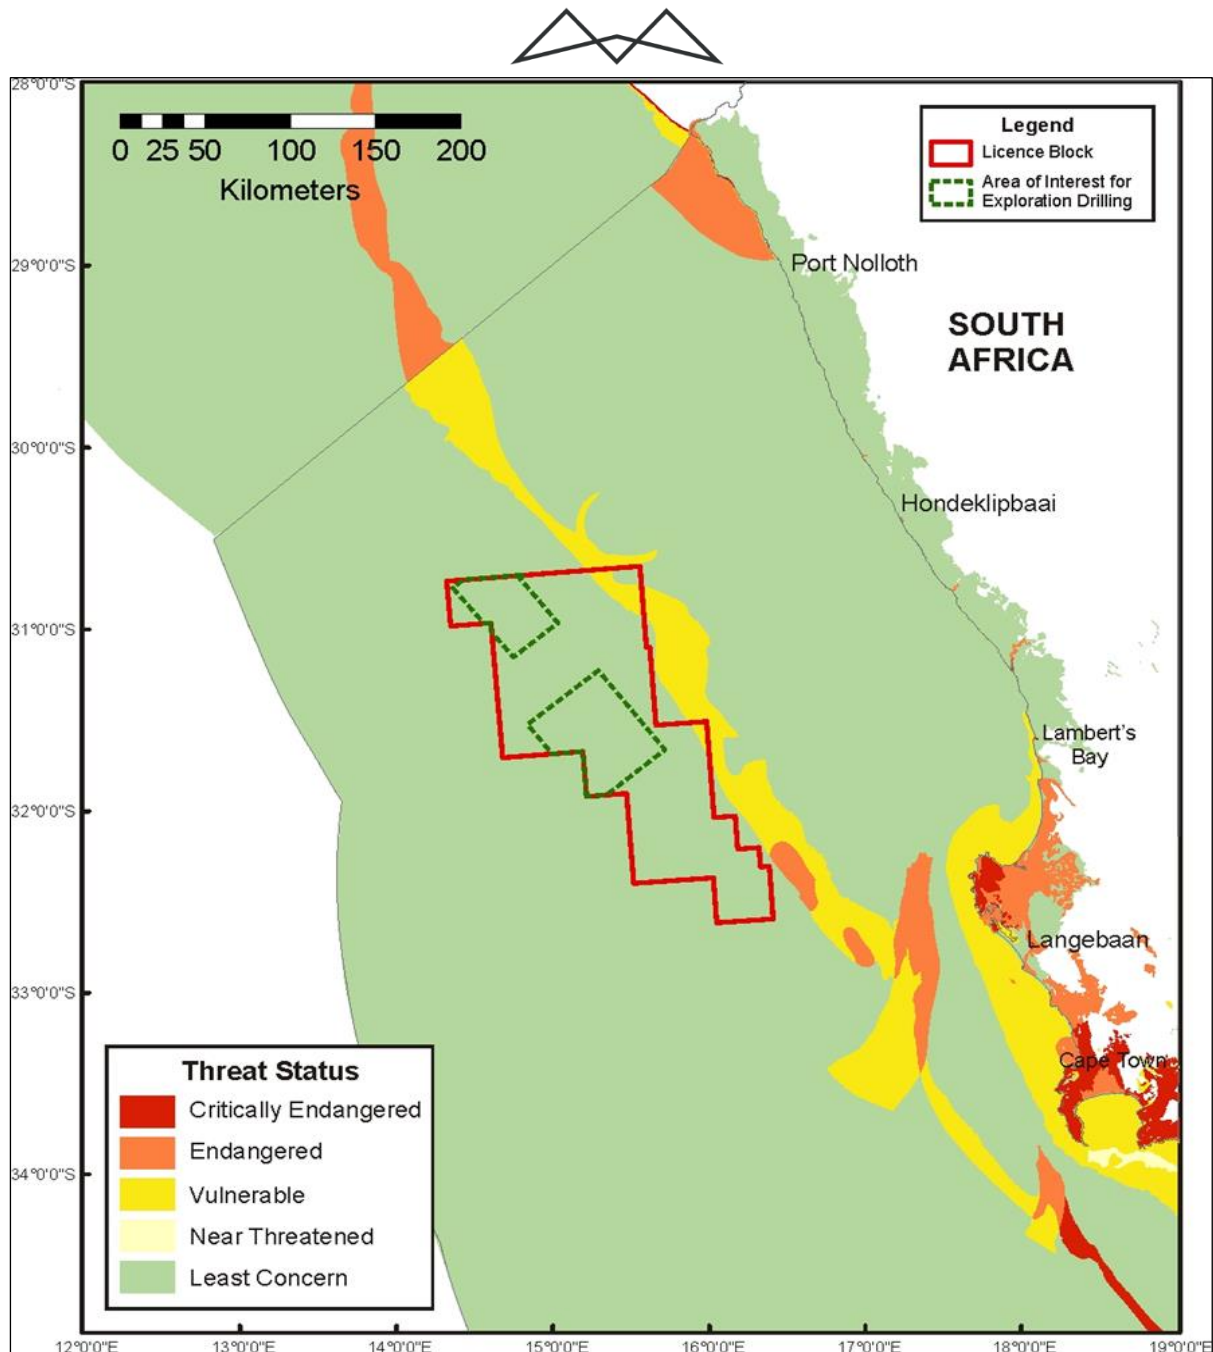 28°0'0"S
0 25 50 100 150 200
Kilometers
Legend
Licence Block
Area of Interest for
Exploration Drilling
29°0'0"S
Port Nolloth
SOUTH
AFRICA
30°0'0"S
Hondeklipbaai
31°0'0"S
Lambert's
Bay
32°0'0"S
Langebaan
33°0'0"S
Cape Town
Threat Status
Critically Endangered
Endangered
Vulnerable
Near Threatened
Least Concern
34°0'0"S
12°0'0"E 13°0'0"E 14°0'0"E 15°0'0"E 16°0'0"E 17°0'0"E 18°0'0"E 19°0'0"E